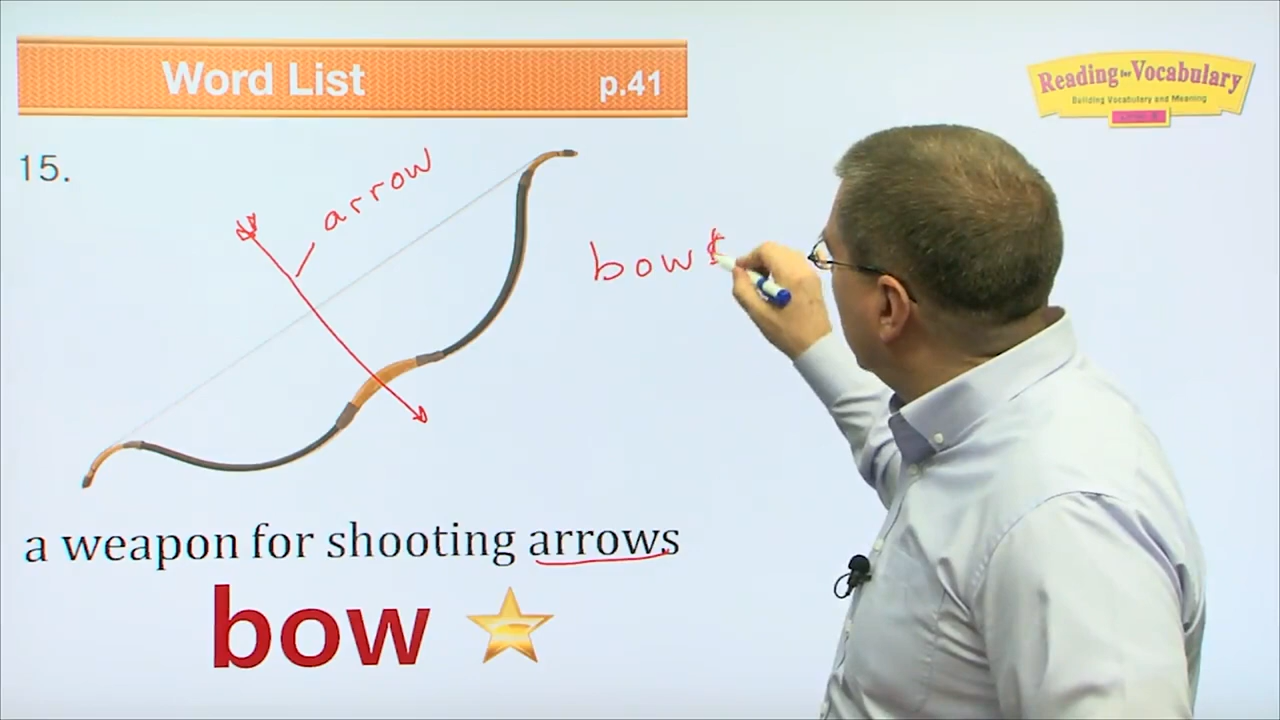 Word List
p.41
Reading for Vocabulary
Building Vocabulary and Meaning
15.
arrow
bow
a weapon for shooting arrows
bow